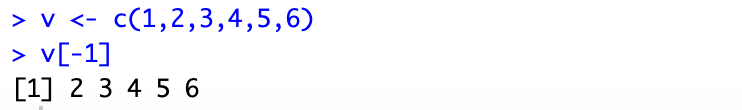 > v <- c(1,2,3,4,5,6)
> v[-1]
[1] 2 3 4 5 6